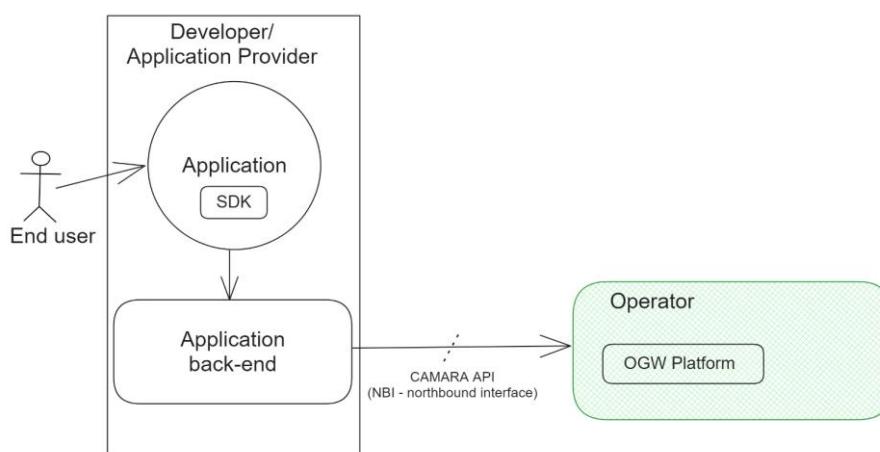 Developer/
Application Provider
Application
SDK
End user
Application
back-end
CAMARA API
(NBI - northbound interface)
Operator
OGW Platform